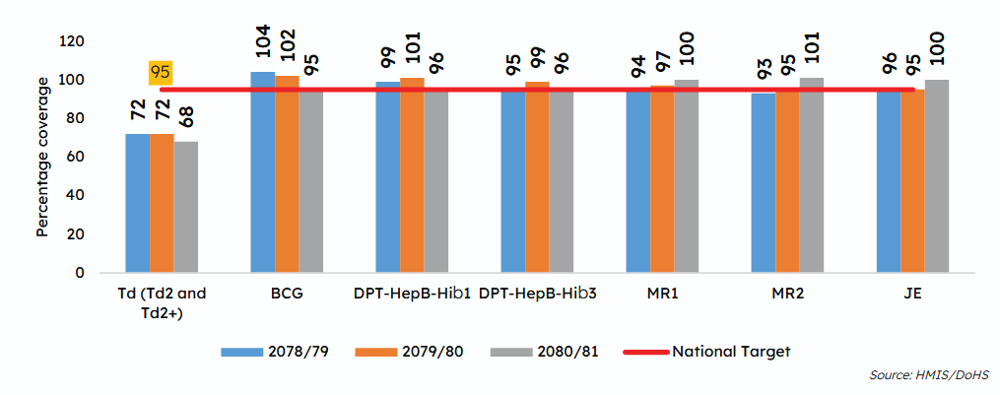 Percentage coverage
120
100
80
60
40
20
0
95
72 72 68
104 102 95
99 101 96
95 99 96
94 97 100
93 95 101
96 95 100
Td (Td2 and Td2+)
BCG
DPT-HepB-Hib1
DPT-HepB-Hib3
MR1
MR2
JE
2078/79 2079/80 2080/81 National Target
Source: HMIS/DoHS